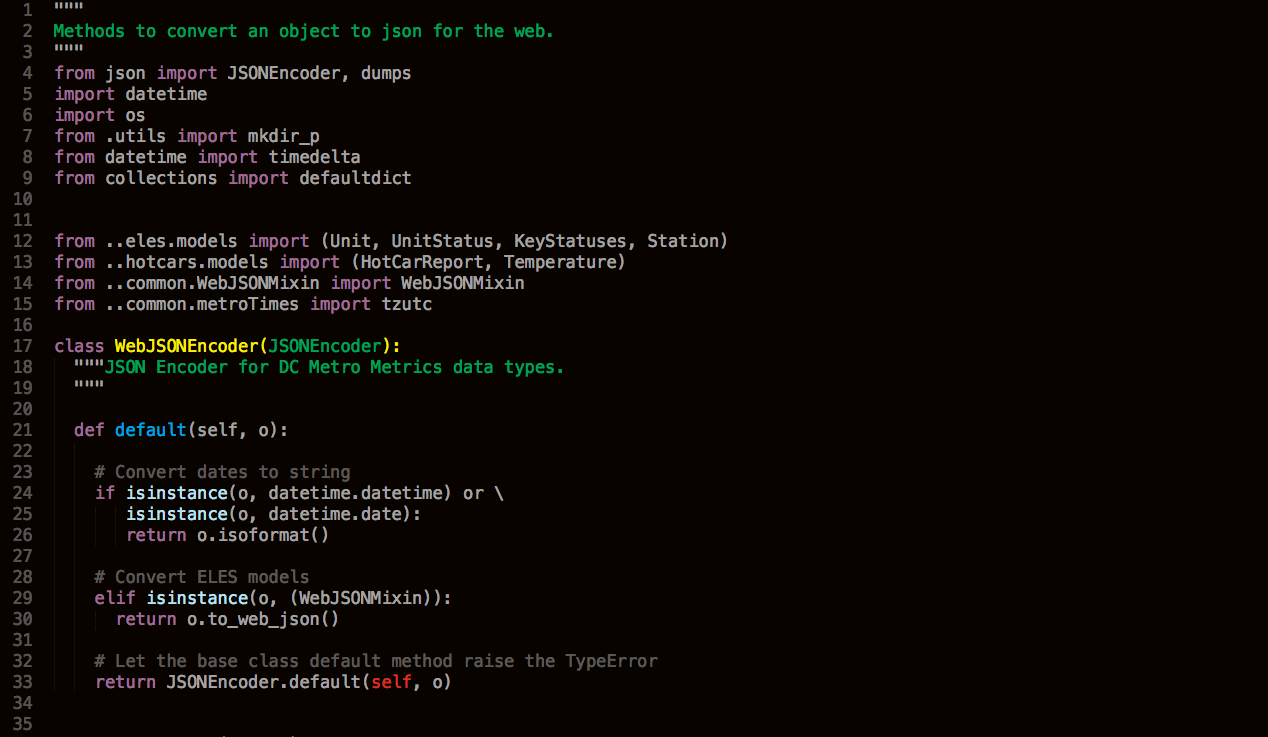 1 """
2 Methods to convert an object to json for the web.
3 """
4 from json import JSONEncoder, dumps
5 import datetime
6 import os
7 from .utils import mkdir_p
8 from datetime import timedelta
9 from collections import defaultdict
10
11
12 from ..eles.models import (Unit, UnitStatus, KeyStatuses, Station)
13 from ..hotcars.models import (HotCarReport, Temperature)
14 from ..common.WebJSONMixin import WebJSONMixin
15 from ..common.metroTimes import tzutc
16
17 class WebJSONEncoder(JSONEncoder):
18   """JSON Encoder for DC Metro Metrics data types.
19   """
20
21   def default(self, o):
22
23     # Convert dates to string
24     if isinstance(o, datetime.datetime) or \
25        isinstance(o, datetime.date):
26        return o.isoformat()
27
28     # Convert ELES models
29     elif isinstance(o, (WebJSONMixin)):
30       return o.to_web_json()
31
32     # Let the base class default method raise the TypeError
33     return JSONEncoder.default(self, o)
34
35